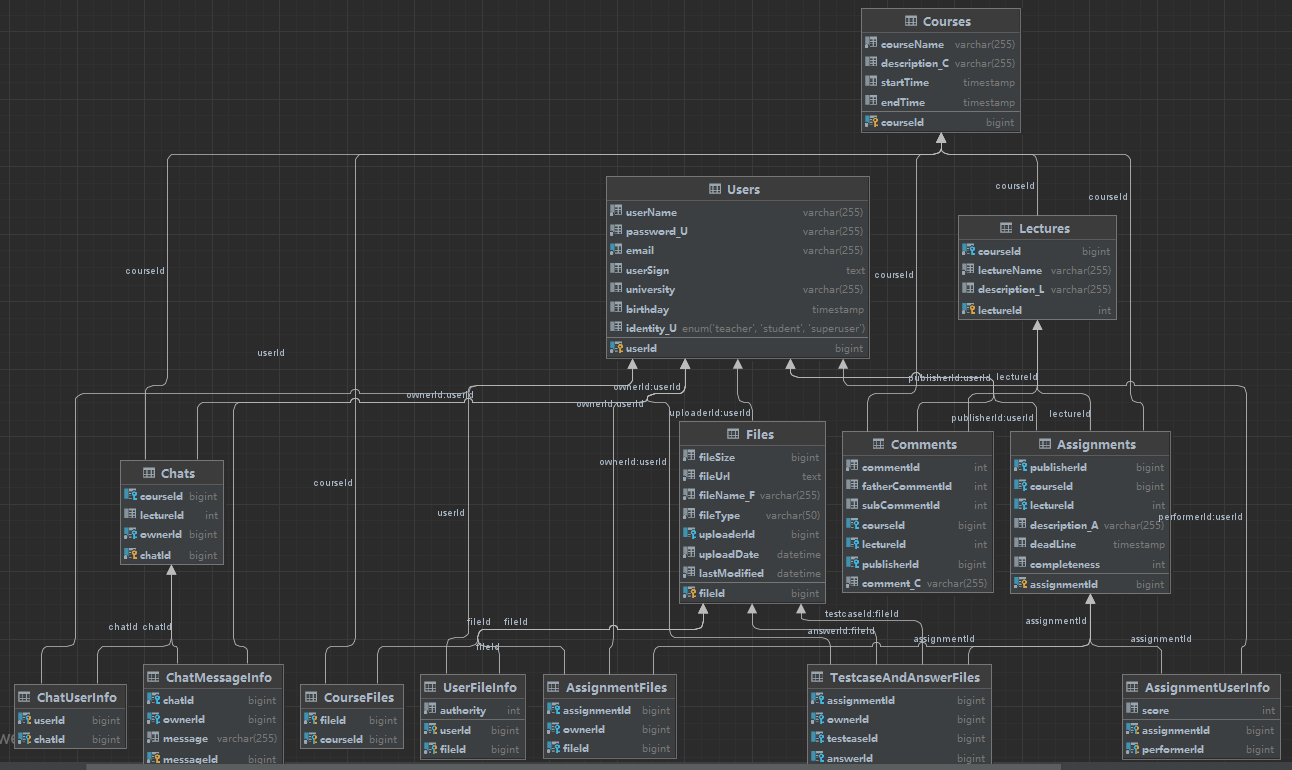 Courses
courseName varchar(255)
description_C varchar(255)
startTime timestamp
endTime timestamp
courseId bigint
Users
userName varchar(255)
password_U varchar(255)
email varchar(255)
userSign text
university varchar(255)
birthday timestamp
identity_U enum('teacher', 'student', 'superuser')
userId bigint
courseId
courseId
Lectures
courseId bigint
lectureName varchar(255)
description_L varchar(255)
lectureId int
courseId
courseId
userId
ownerId:userId
publisherId:userId
lectureId
ownerId:userId
ownerId:userId
uploaderId:userId
publisherId:userId
lectureId
Files
fileSize bigint
fileUrl text
fileName_F varchar(255)
fileType varchar(50)
uploaderId bigint
uploadDate datetime
lastModified datetime
fileId bigint
Comments
commentId int
fatherCommentId int
subCommentId int
courseId bigint
lectureId int
publisherId bigint
comment_C varchar(255)
Assignments
publisherId bigint
courseId bigint
lectureId int
description_A varchar(255)
deadLine timestamp
completeness int
assignmentId bigint
Chats
courseId bigint
lectureId int
ownerId bigint
chatId bigint
ownerId:userId
courseId
userId
performerId:userId
chatId chatId
fileId fileId
fileId
testcaseId:fileId
answerId:fileId
assignmentId
assignmentId
assignmentId
ChatUserInfo
userId bigint
chatId bigint
ChatMessageInfo
chatId bigint
ownerId bigint
message varchar(255)
messageId bigint
CourseFiles
fileId bigint
courseId bigint
UserFileInfo
authority int
userId bigint
fileId bigint
AssignmentFiles
assignmentId bigint
ownerId bigint
fileId bigint
TestcaseAndAnswerFiles
assignmentId bigint
ownerId bigint
testcaseId bigint
answerId bigint
AssignmentUserInfo
score int
assignmentId bigint
performerId bigint